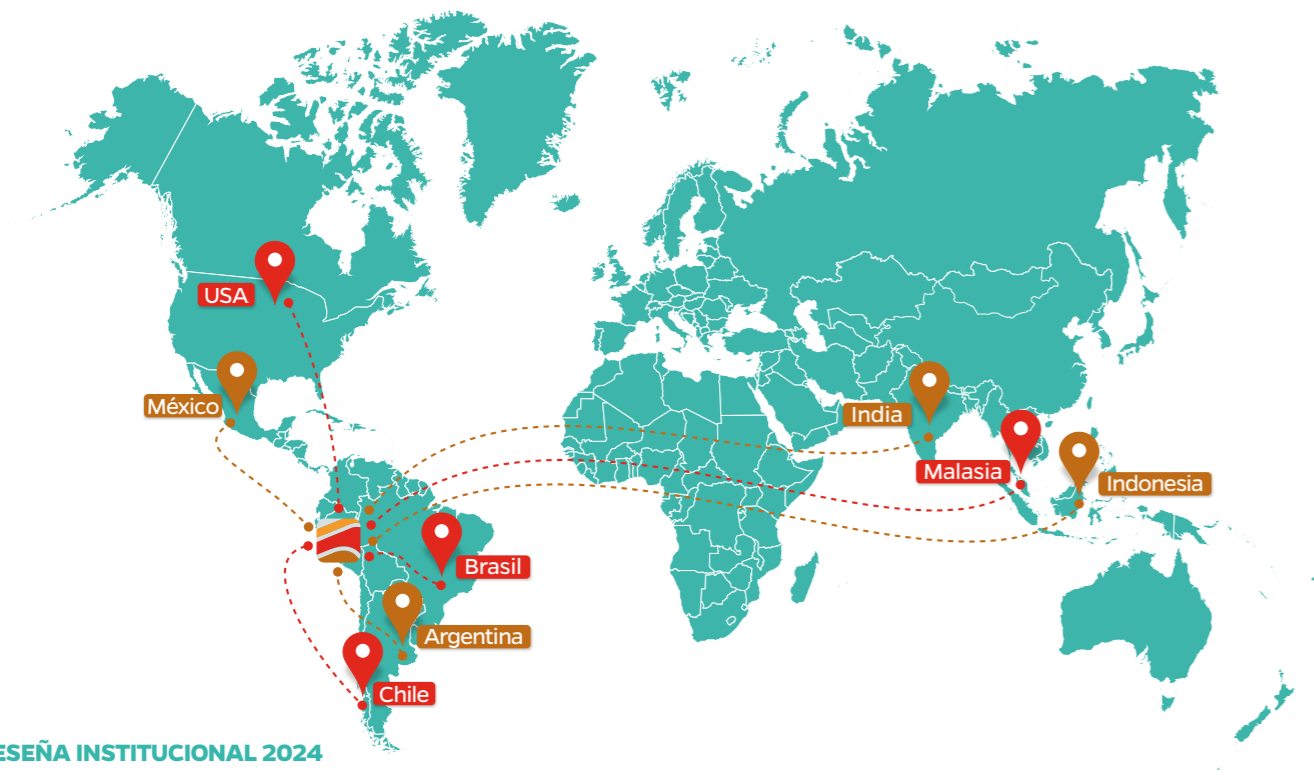 USA
México
India
Malasia
Indonesia
Brasil
Argentina
Chile
ESEÑA INSTITUCIONAL 2024